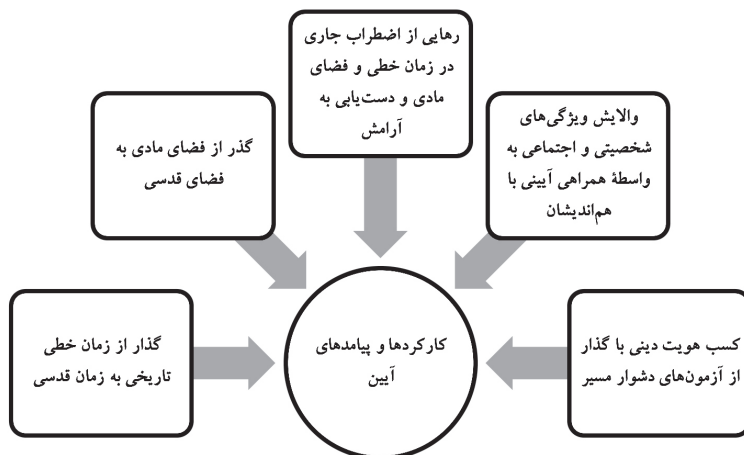 رهایی از اضطراب جاری
در زمان خطی و فضای
مادی و دست‌یابی به
آرامش
والایش ویژگی‌های
شخصیتی و اجتماعی به
واسطهٔ همراهی آیینی با
هم‌اندیشان
گذر از فضای مادی به
فضای قدسی
کسب هویت دینی با گذار
از آزمون‌های دشوار مسیر
کارکردها و پیامدهای
آیین
گذار از زمان خطی
تاریخی به زمان قدسی